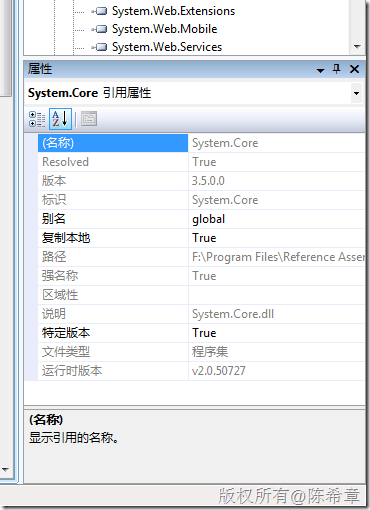 System.Web.Extensions
System.Web.Mobile
System.Web.Services
属性
System.Core 引用属性
(名称) System.Core
Resolved True
版本 3.5.0.0
标识 System.Core
别名 global
复制本地 True
路径 F:\Program Files\Reference Asser
强名称 True
区域性
说明 System.Core.dll
特定版本 True
文件类型 程序集
运行时版本 v2.0.50727
(名称)
显示引用的名称。
版权所有@陈希章